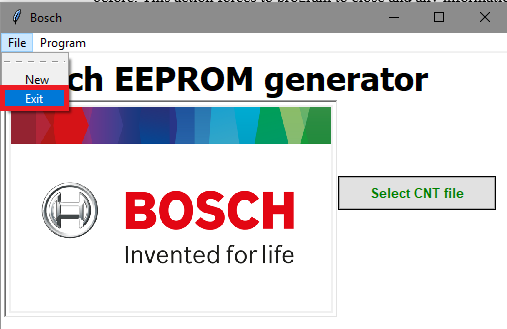 Bosch
File Program
New
Exit
ch EEPROM generator
BOSCH
Invented for life
Select CNT file